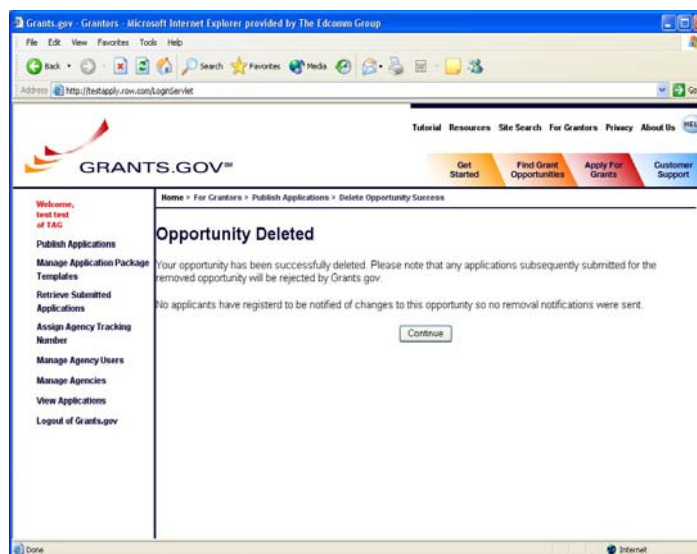 Grants.gov - Grantors - Microsoft Internet Explorer provided by The Edcomm Group
File Edit View Favorites Tools Help
Back Search Favorites Media
Address http://testapply.row.com/LoginServlet Go
Tutorial Resources Site Search For Grantors Privacy About Us HEL
GRANTS.GOV℠
Get Started
Find Grant Opportunities
Apply For Grants
Customer Support
Home > For Grantors > Publish Applications > Delete Opportunity Success
Welcome,
test test
of TAG
Publish Applications
Manage Application Package
Templates
Retrieve Submitted
Applications
Assign Agency Tracking
Number
Manage Agency Users
Manage Agencies
View Applications
Logout of Grants.gov
Opportunity Deleted
Your opportunity has been successfully deleted. Please note that any applications subsequently submitted for the
removed opportunity will be rejected by Grants.gov.
No applicants have registerd to be notified of changes to this opportunty so no removal notifications were sent.
Continue
Done
Internet